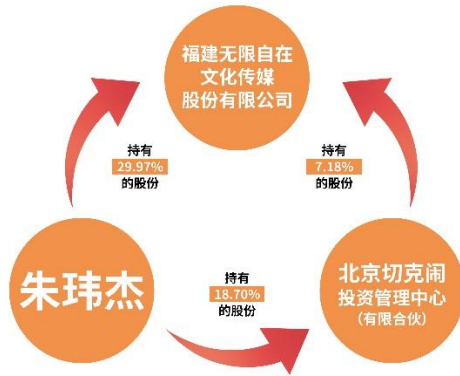 福建无限自在
文化传媒
股份有限公司
持有
29.97%
的股份
持有
7.18%
的股份
朱玮杰
持有
18.70%
的股份
北京切克闹
投资管理中心
(有限合伙)